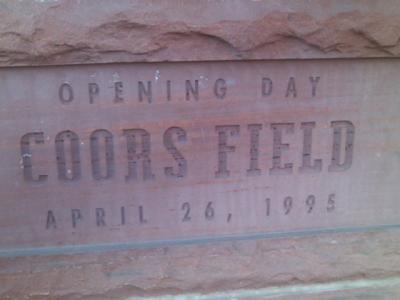 OPENING DAY
COORS FIELD
APRIL 26, 1995